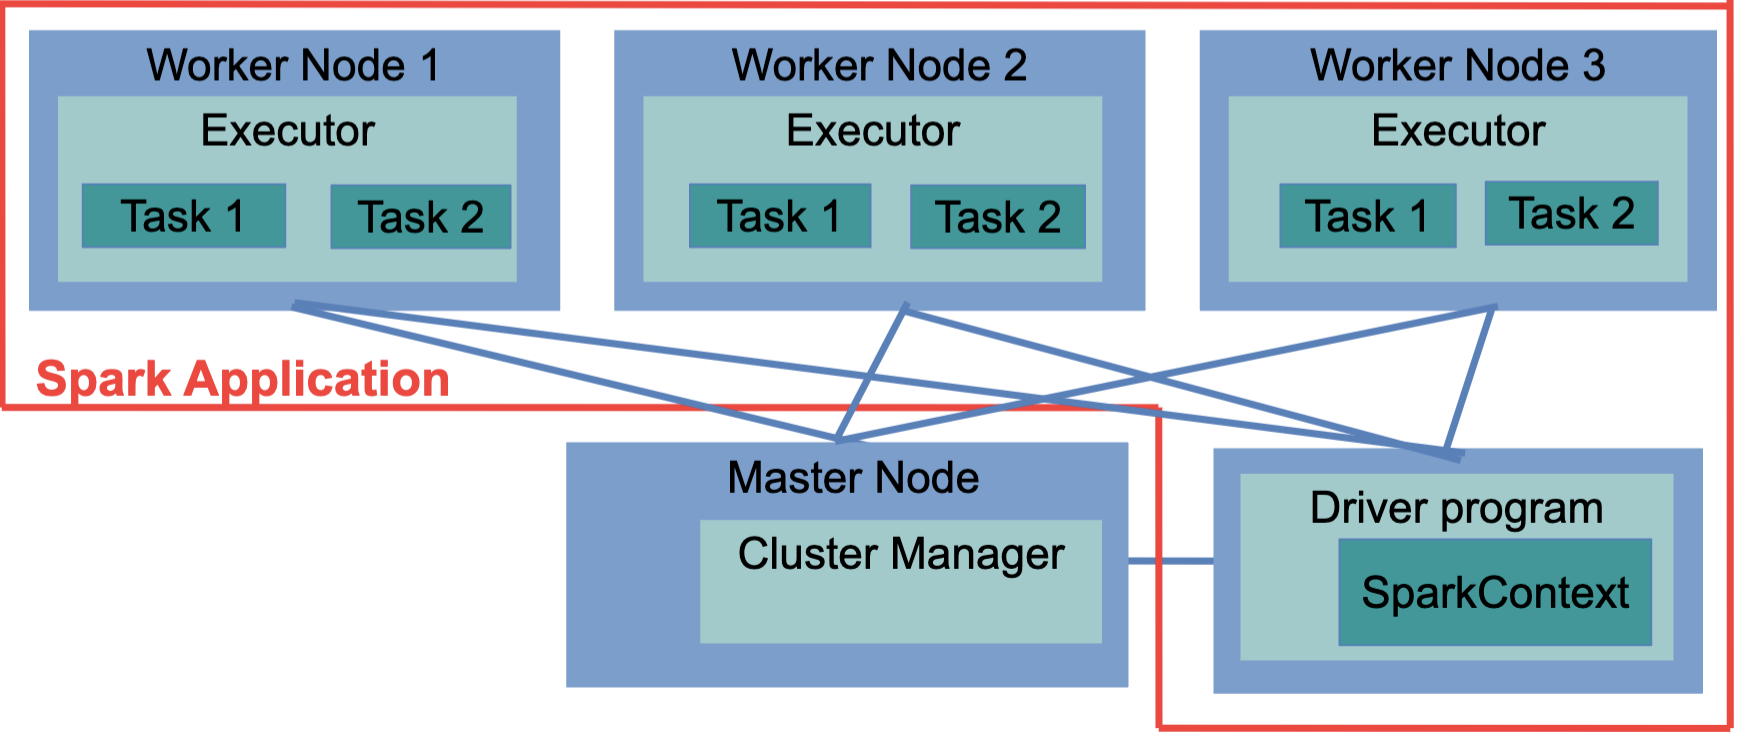 Worker Node 1
Executor
Task 1
Task 2
Worker Node 2
Executor
Task 1
Task 2
Worker Node 3
Executor
Task 1
Task 2
Spark Application
Master Node
Cluster Manager
Driver program
SparkContext